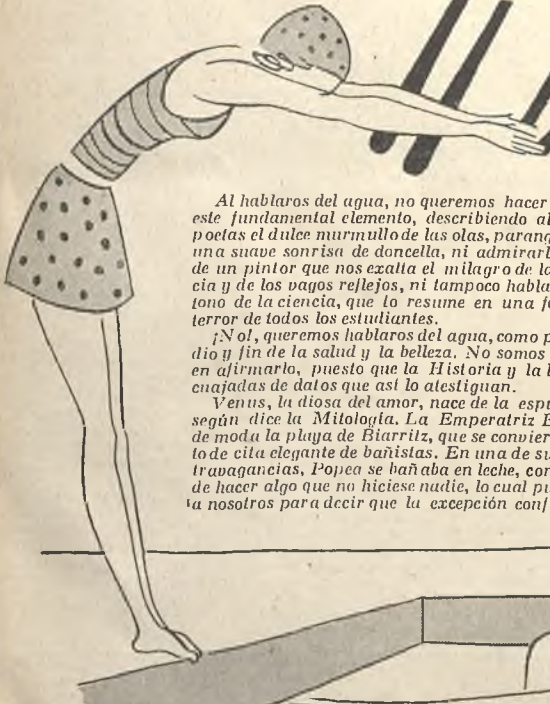 Al hablaros del agua, no queremos hacer
este fundamental elemento, describiendo al
poetas el dulce murmullo de las olas, parang
una suave sonrisa de doncella, ni admirarl
de un pintor que nos exalta el milagro de la
cia y de los vagos reflejos, ni tampoco habla
tono de la ciencia, que lo resume en una fó
terror de todos los estudiantes.
¡No!, queremos hablaros del agua, como p
dio y fin de la salud y la belleza. No somos
en afirmarlo, puesto que la Historia y la l
cuajadas de datos que así lo atestiguan.
Venus, la diosa del amor, nace de la espu
según dice la Mitología. La Emperatriz E
de moda la playa de Biarritz, que se convier
to de cita elegante de bañistas. En una de su
travagancias, Popea se bañaba en leche, con
de hacer algo que no hiciese nadie, lo cual pu
a nosotros para decir que la excepción conf